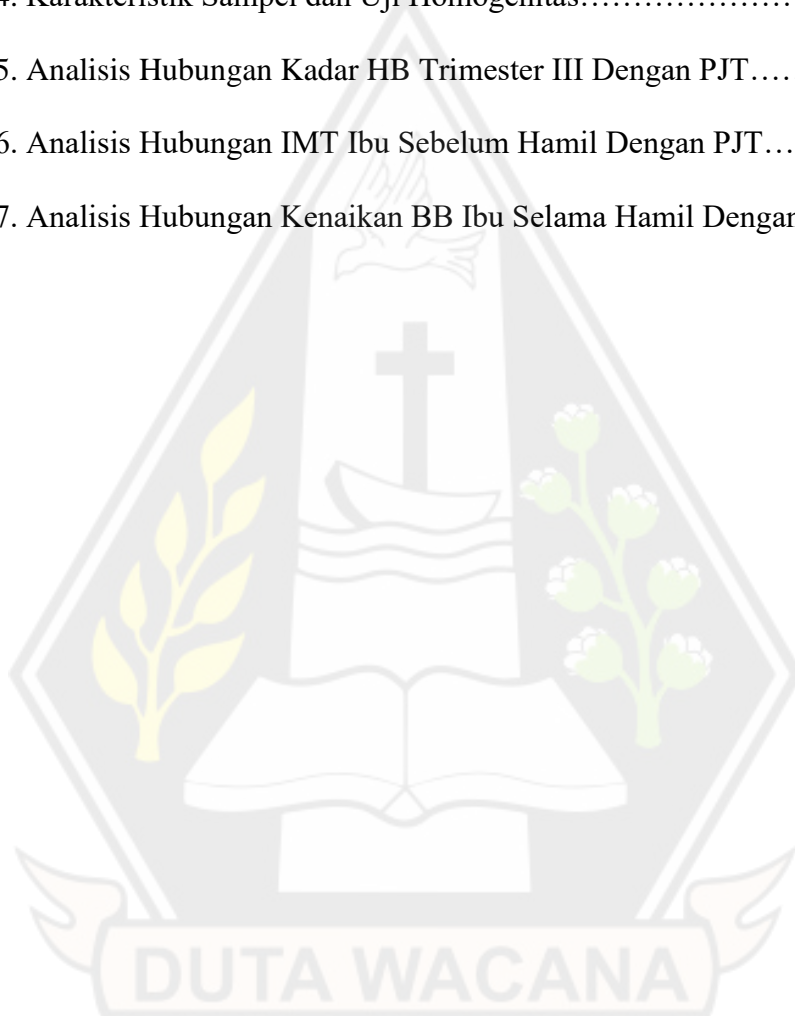 4. Karakteristik Sampel dan Uji Homogenitas…………………
5. Analisis Hubungan Kadar HB Trimester III Dengan PJT….
6. Analisis Hubungan IMT Ibu Sebelum Hamil Dengan PJT…
7. Analisis Hubungan Kenaikan BB Ibu Selama Hamil Dengan
DUTA WACANA